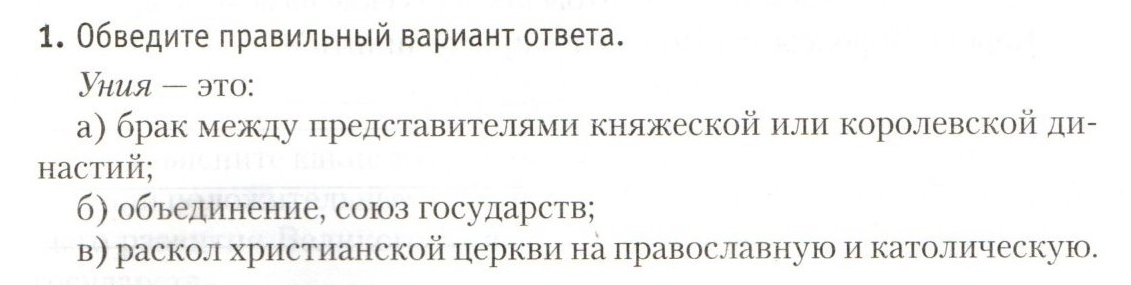 1. Обведите правильный вариант ответа.
Уния — это:
а) брак между представителями княжеской или королевской ди-
настий;
б) объединение, союз государств;
в) раскол христианской церкви на православную и католическую.